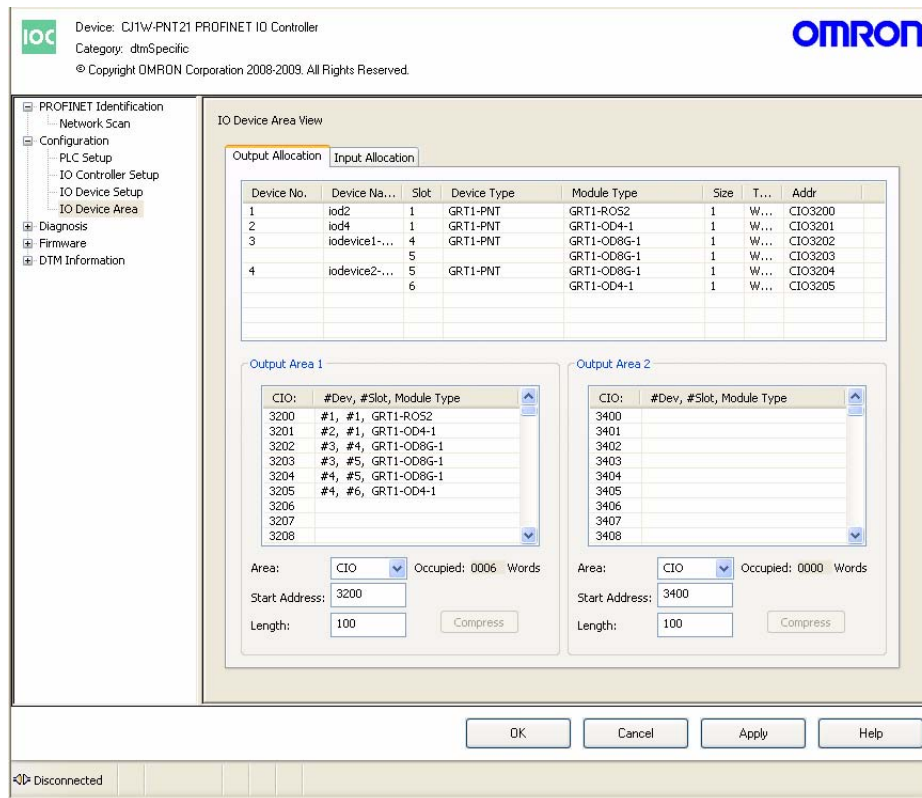 IOC
Device: CJ1W-PNT21 PROFINET IO Controller
Category: dtmSpecific
© Copyright OMRON Corporation 2008-2009. All Rights Reserved.
OMRON
PROFINET Identification
Network Scan
Configuration
PLC Setup
IO Controller Setup
IO Device Setup
IO Device Area
Diagnosis
Firmware
DTM Information
IO Device Area View
Output Allocation Input Allocation
Device No. Device Na... Slot Device Type Module Type Size T... Addr
1 iod2 1 GRT1-PNT GRT1-ROS2 1 W... CIO3200
2 iod4 1 GRT1-PNT GRT1-OD4-1 1 W... CIO3201
3 iodevice1-... 4 GRT1-PNT GRT1-OD8G-1 1 W... CIO3202
5 GRT1-OD8G-1 1 W... CIO3203
4 iodevice2-... 5 GRT1-PNT GRT1-OD8G-1 1 W... CIO3204
6 GRT1-OD4-1 1 W... CIO3205
Output Area 1
CIO: #Dev, #Slot, Module Type
3200 #1, #1, GRT1-ROS2
3201 #2, #1, GRT1-OD4-1
3202 #3, #4, GRT1-OD8G-1
3203 #3, #5, GRT1-OD8G-1
3204 #4, #5, GRT1-OD8G-1
3205 #4, #6, GRT1-OD4-1
3206
3207
3208
Area: CIO Occupied: 0006 Words
Start Address: 3200
Length: 100 Compress
Output Area 2
CIO: #Dev, #Slot, Module Type
3400
3401
3402
3403
3404
3405
3406
3407
3408
Area: CIO Occupied: 0000 Words
Start Address: 3400
Length: 100 Compress
OK Cancel Apply Help
Disconnected